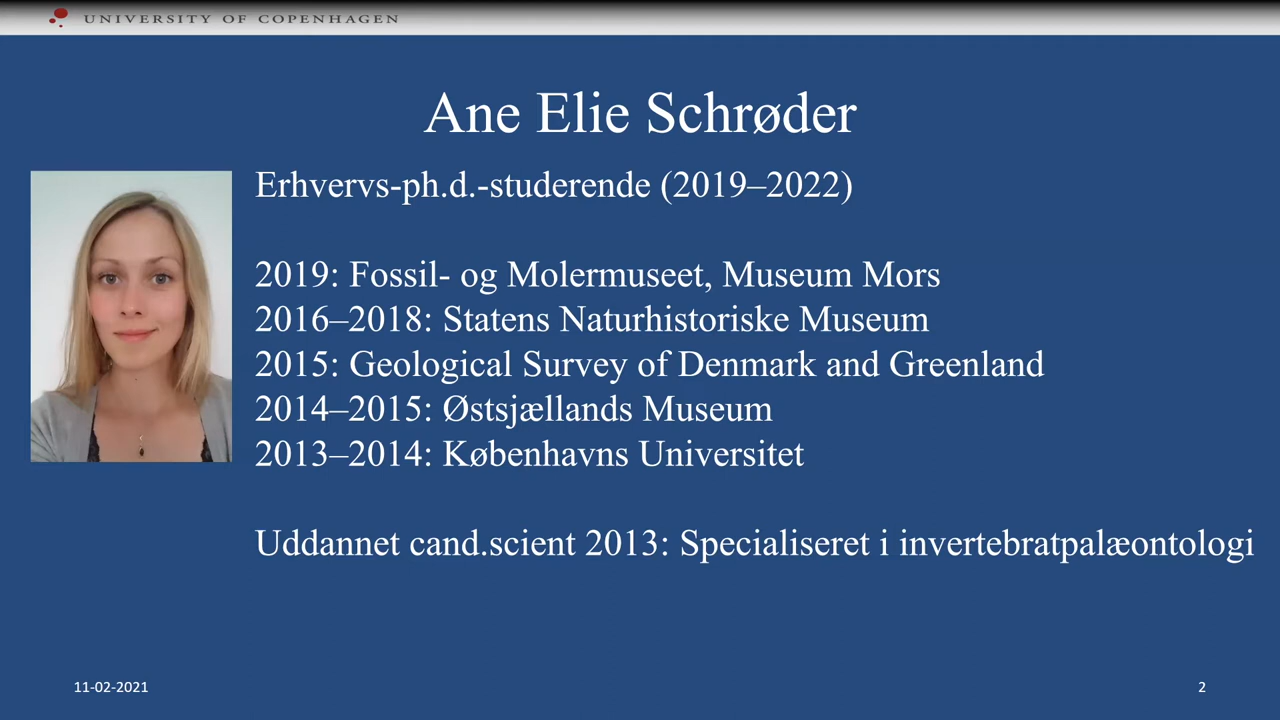 UNIVERSITY OF COPENHAGEN
Ane Elie Schrøder
Erhvervs-ph.d.-studerende (2019–2022)
2019: Fossil- og Molermuseet, Museum Mors
2016–2018: Statens Naturhistoriske Museum
2015: Geological Survey of Denmark and Greenland
2014–2015: Østsjællands Museum
2013–2014: Københavns Universitet
Uddannet cand.scient 2013: Specialiseret i invertebratpalæontologi
11-02-2021
2